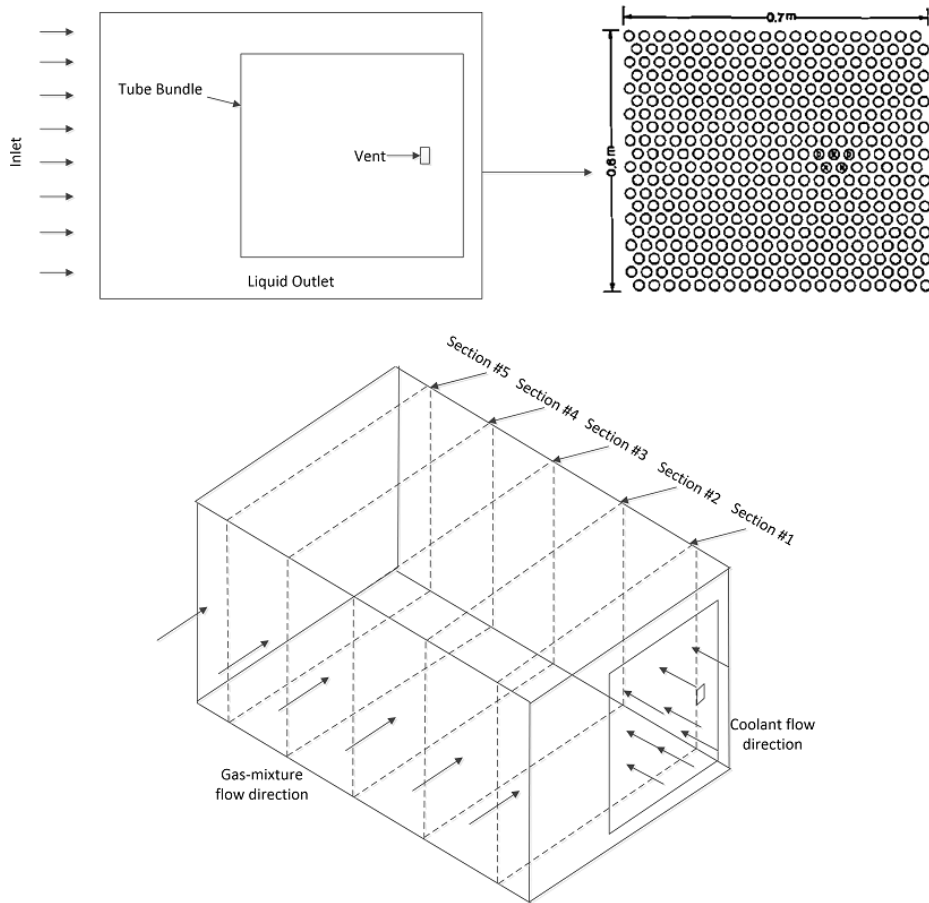 Inlet
Tube Bundle
Vent
Liquid Outlet
0.7m
0.6m
Section #5
Section #4
Section #3
Section #2
Section #1
Coolant flow
direction
Gas-mixture
flow direction